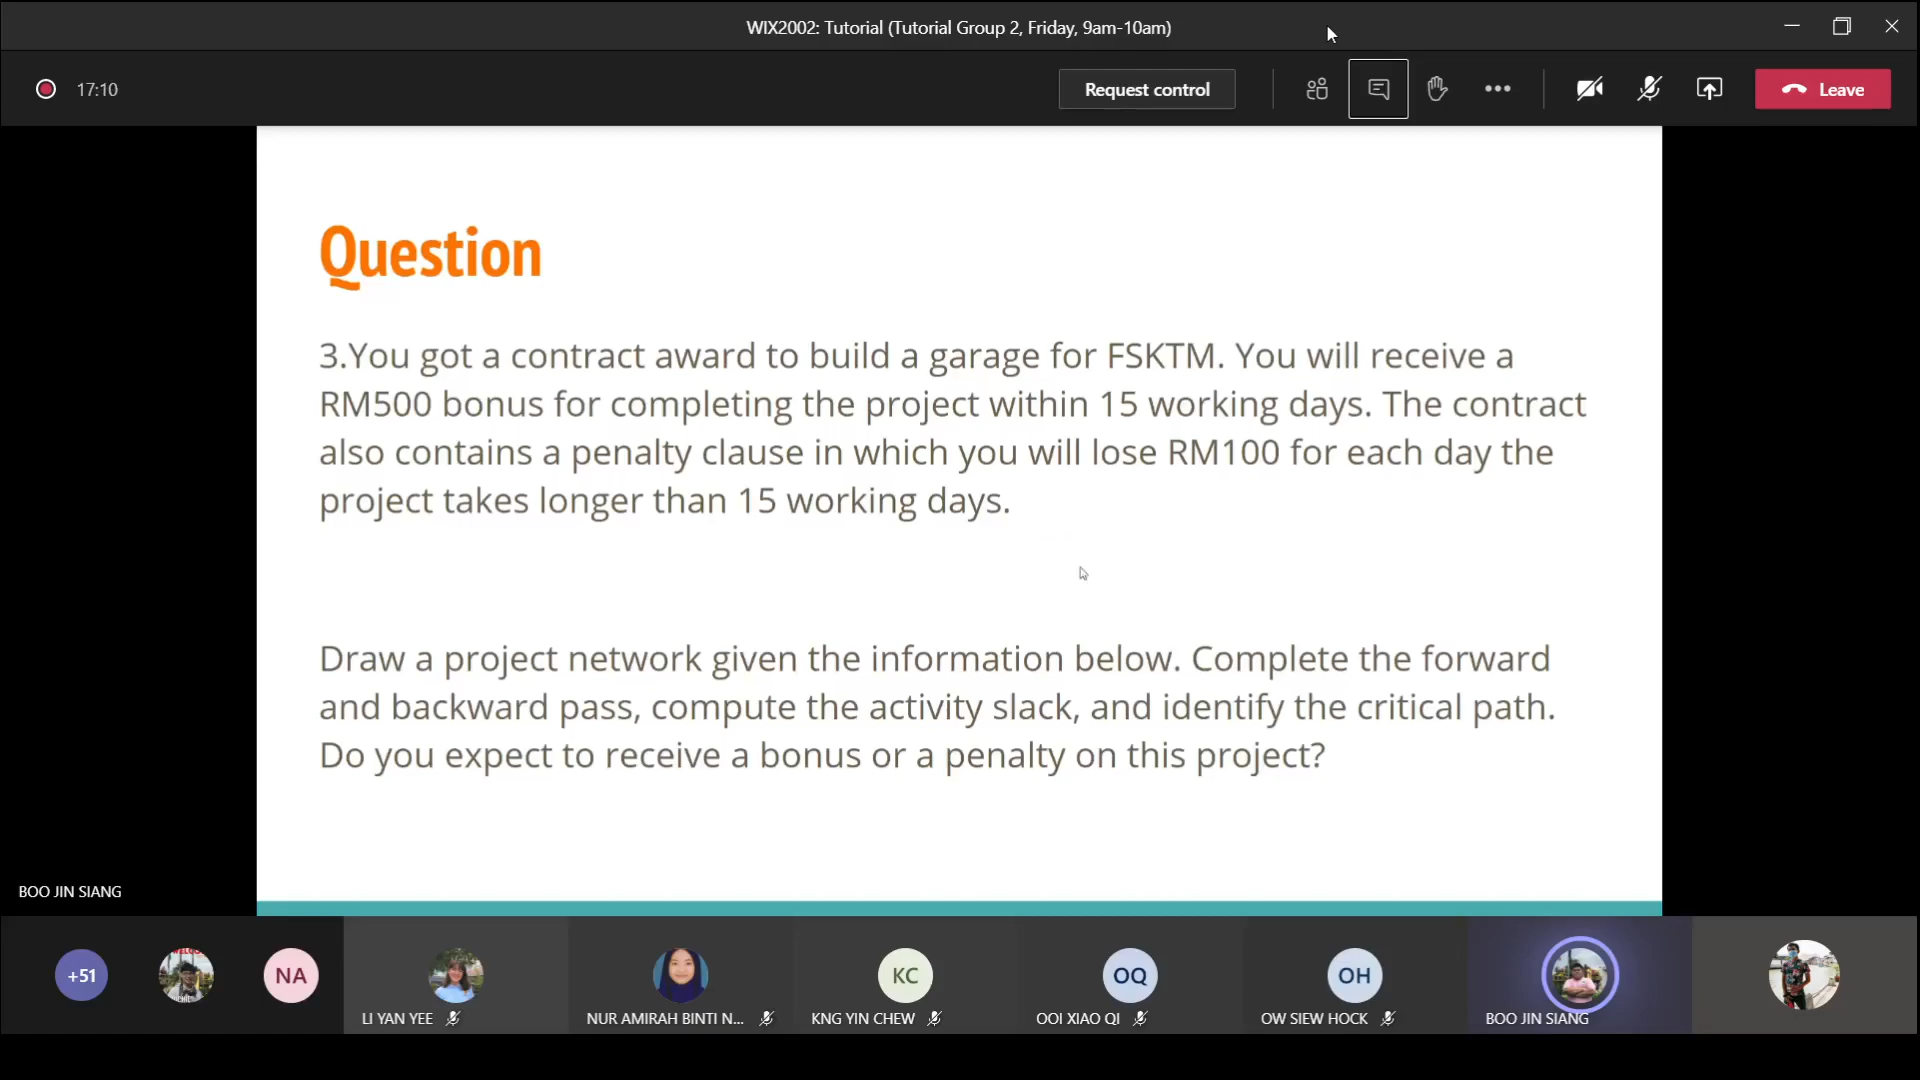 WIX2002: Tutorial (Tutorial Group 2, Friday, 9am-10am)
17:10
Request control
Leave
Question
3.You got a contract award to build a garage for FSKTM. You will receive a
RM500 bonus for completing the project within 15 working days. The contract
also contains a penalty clause in which you will lose RM100 for each day the
project takes longer than 15 working days.
Draw a project network given the information below. Complete the forward
and backward pass, compute the activity slack, and identify the critical path.
Do you expect to receive a bonus or a penalty on this project?
BOO JIN SIANG
+51
NA
KC
OQ
OH
LI YAN YEE
NUR AMIRAH BINTI N...
KNG YIN CHEW
OOI XIAO QI
OW SIEW HOCK
BOO JIN SIANG